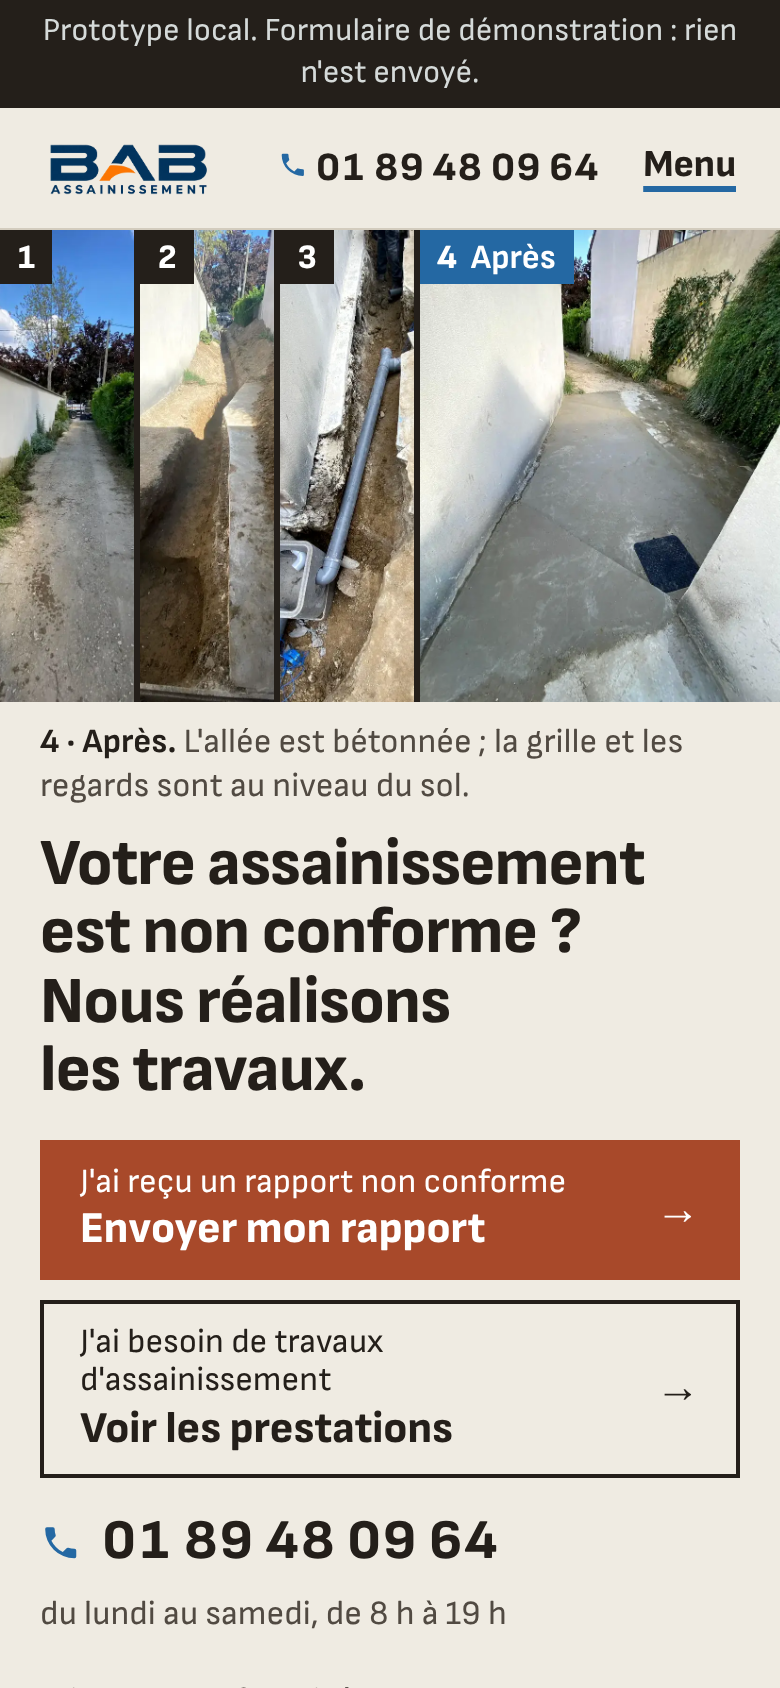 Prototype local. Formulaire de démonstration : rien
n'est envoyé.
BAB
ASSAINISSEMENT
01 89 48 09 64
Menu
1
2
3
4 Après
4 · Après. L'allée est bétonnée ; la grille et les
regards sont au niveau du sol.
Votre assainissement
est non conforme ?
Nous réalisons
les travaux.
J'ai reçu un rapport non conforme
Envoyer mon rapport
→
J'ai besoin de travaux
d'assainissement
Voir les prestations
→
01 89 48 09 64
du lundi au samedi, de 8 h à 19 h